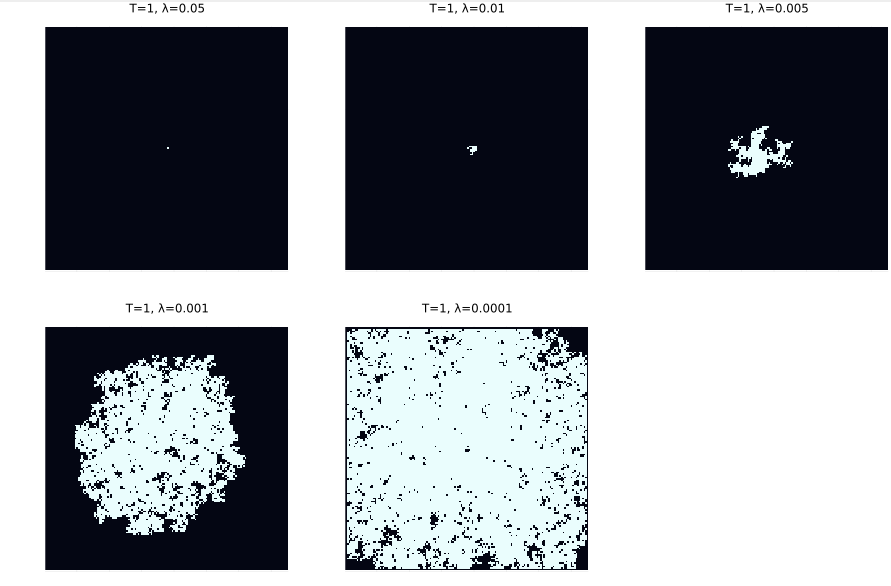 T=1, λ=0.05
T=1, λ=0.01
T=1, λ=0.005
T=1, λ=0.001
T=1, λ=0.0001